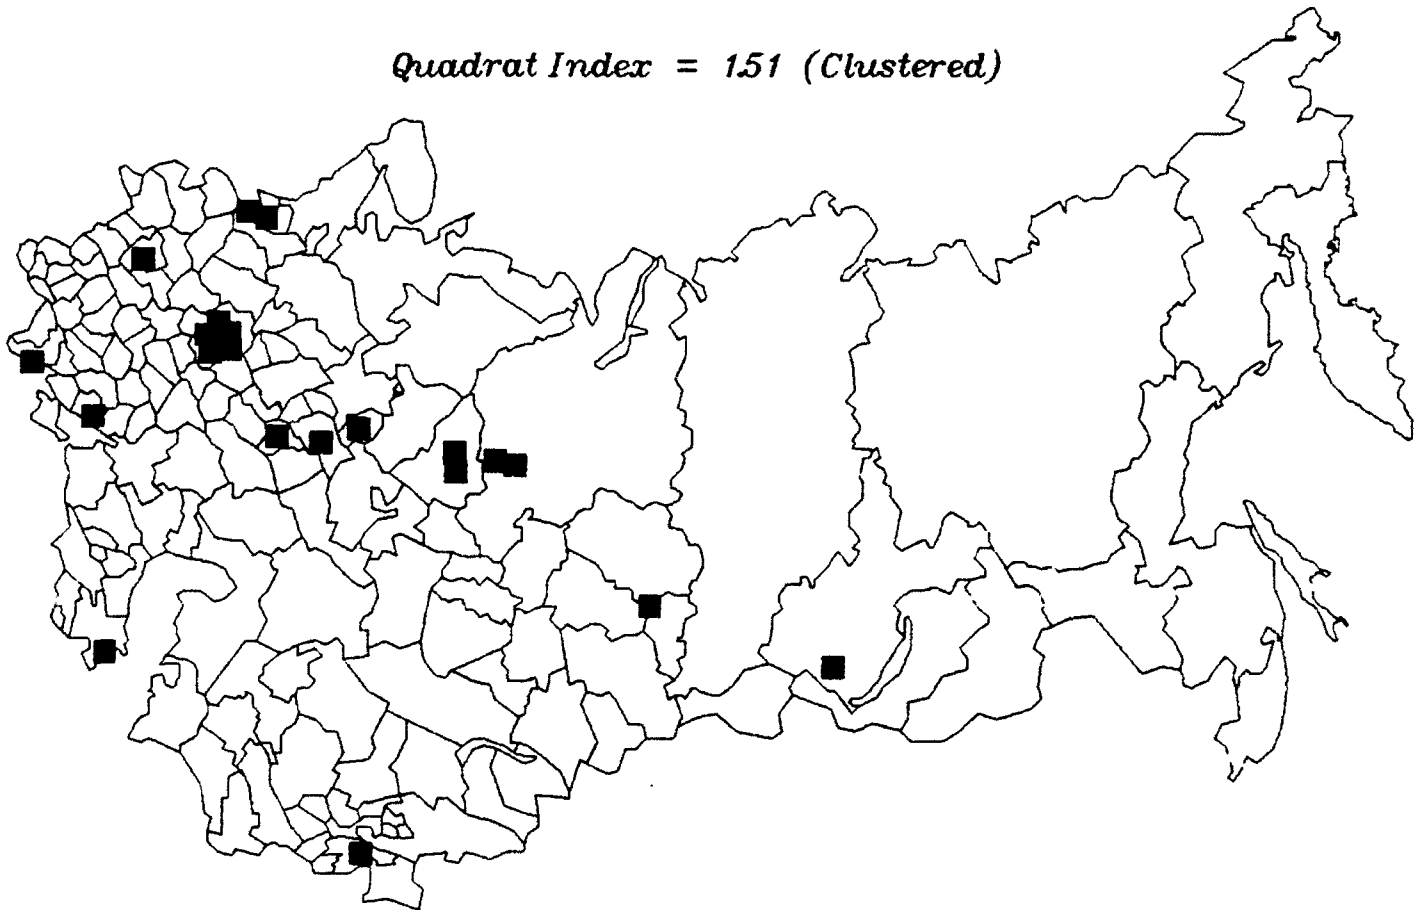 Quadrat Index = 1.51 (Clustered)